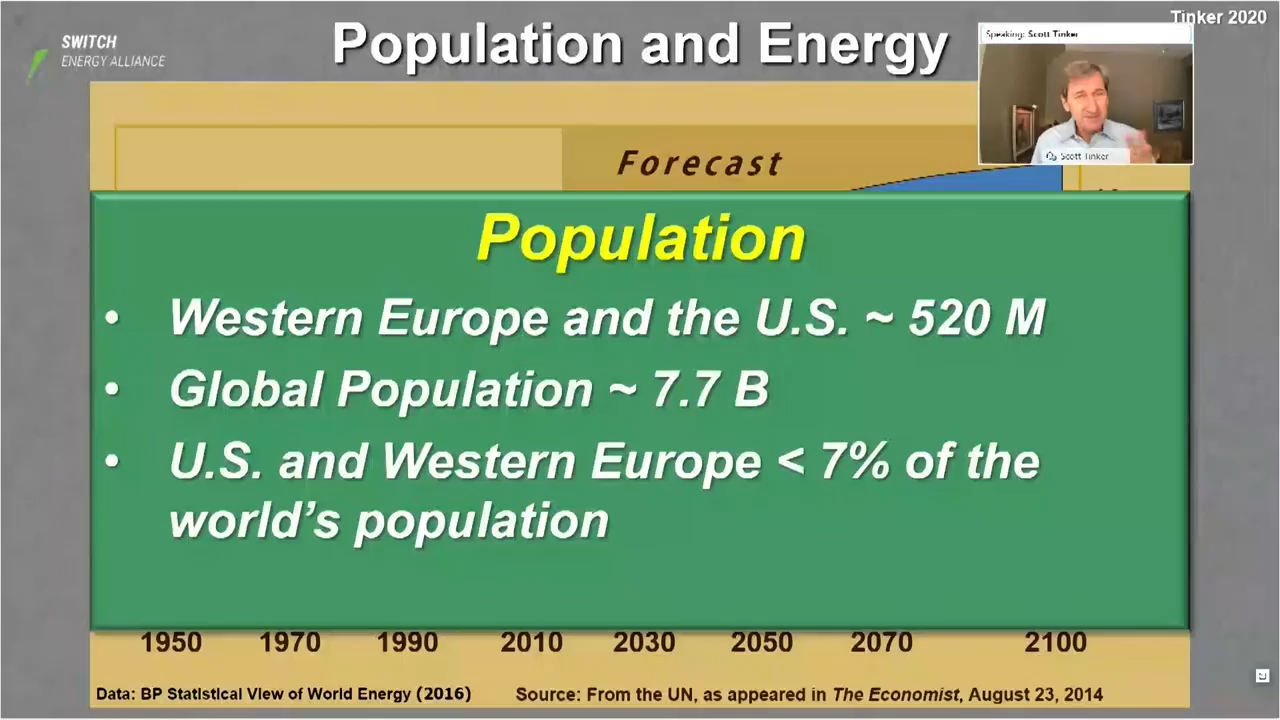 Tinker 2020
SWITCH
ENERGY ALLIANCE
Population and Energy
Speaking: Scott Tinker
Scott Tinker
Forecast
Population
• Western Europe and the U.S. ~ 520 M
• Global Population ~ 7.7 B
• U.S. and Western Europe < 7% of the
world's population
1950 1970 1990 2010 2030 2050 2070 2100
Data: BP Statistical View of World Energy (2016) Source: From the UN, as appeared in The Economist, August 23, 2014